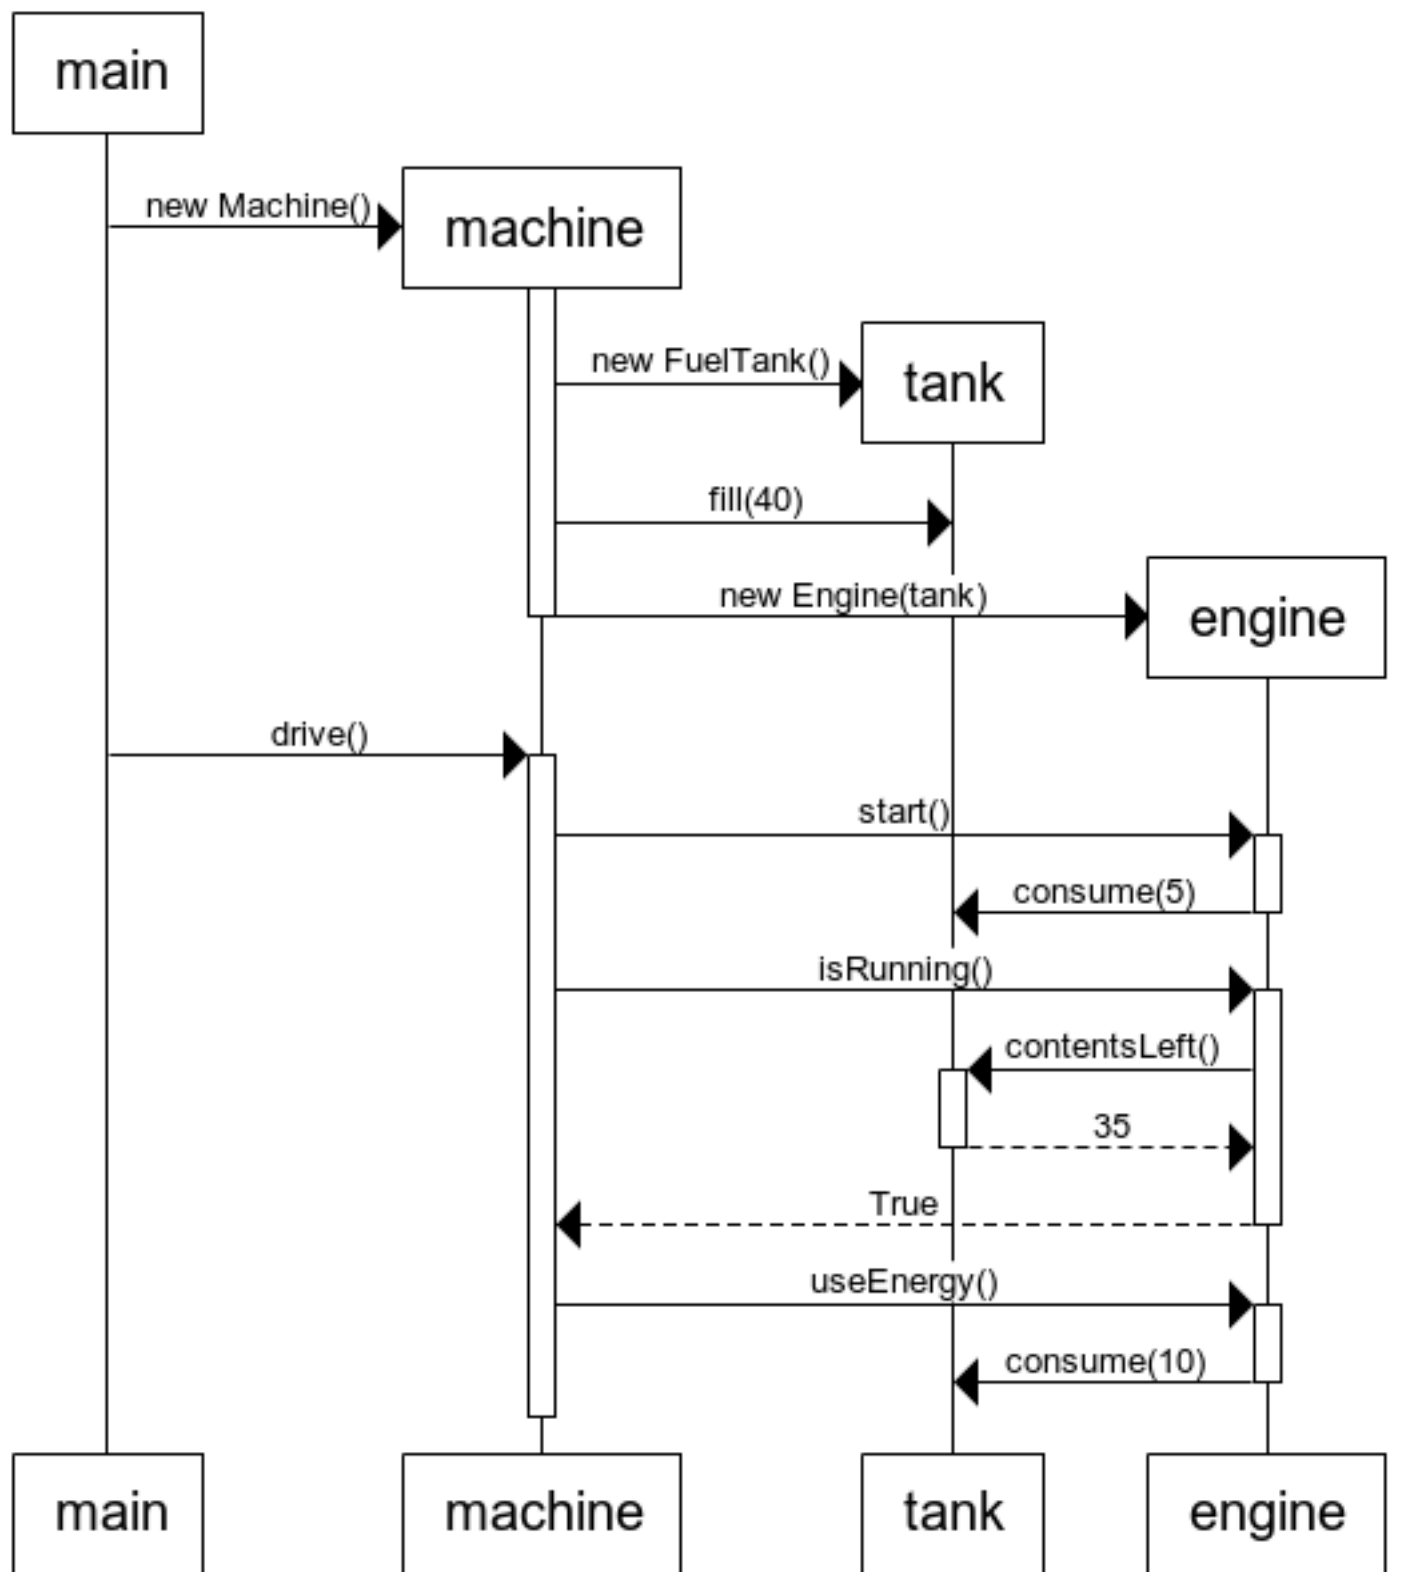 main
new Machine()
machine
new FuelTank()
tank
fill(40)
new Engine(tank)
engine
drive()
start()
consume(5)
isRunning()
contentsLeft()
35
True
useEnergy()
consume(10)
main
machine
tank
engine